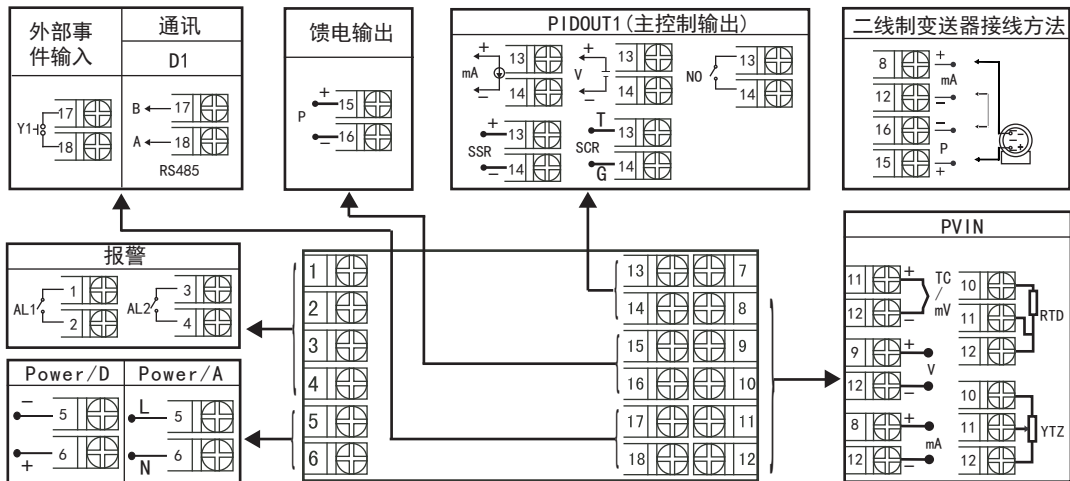 外部事
件输入
通讯
D1
Y1
17
18
B 17
A 18
RS485
馈电输出
P
+ 15
- 16
PIDOUT1(主控制输出)
+
mA
-
13
14
+
V
-
13
14
NO
13
14
+
SSR
-
13
14
T
SCR
G
13
14
二线制变送器接线方法
8 +
mA
12 -
16 -
P
15 +
- +
报警
AL1
1
2
AL2
3
4
Power/D
- 5
+ 6
Power/A
L 5
N 6
1
2
3
4
5
6
13 7
14 8
15 9
16 10
17 11
18 12
PVIN
11 +
12 -
TC
/
mV
9 +
V
12 -
8 +
mA
12 -
10
11
12
RTD
10
11
12
YTZ